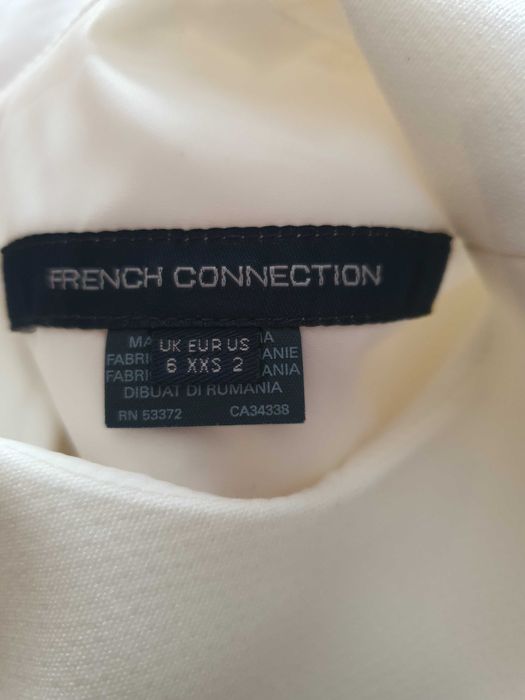 FRENCH CONNECTION
UK EUR US
6 XXS 2
DIBUAT DI RUMANIA
RN 53372 CA34338